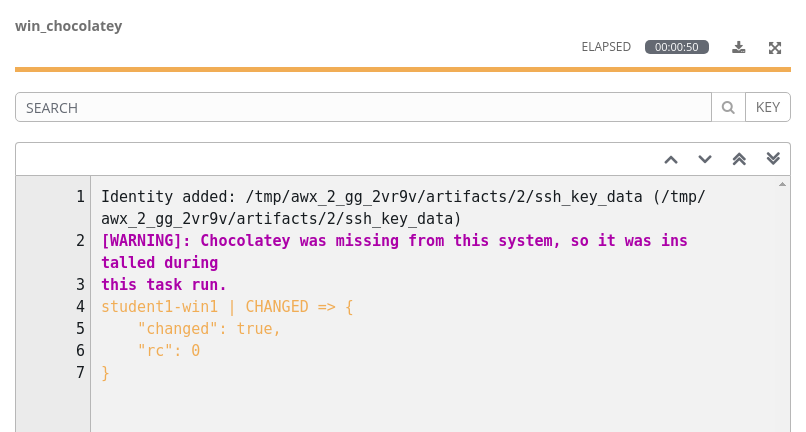 win_chocolatey
ELAPSED 00:00:50
SEARCH KEY
1 Identity added: /tmp/awx_2_gg_2vr9v/artifacts/2/ssh_key_data (/tmp/
awx_2_gg_2vr9v/artifacts/2/ssh_key_data)
2 [WARNING]: Chocolatey was missing from this system, so it was ins
talled during
3 this task run.
4 student1-win1 | CHANGED => {
5     "changed": true,
6     "rc": 0
7 }